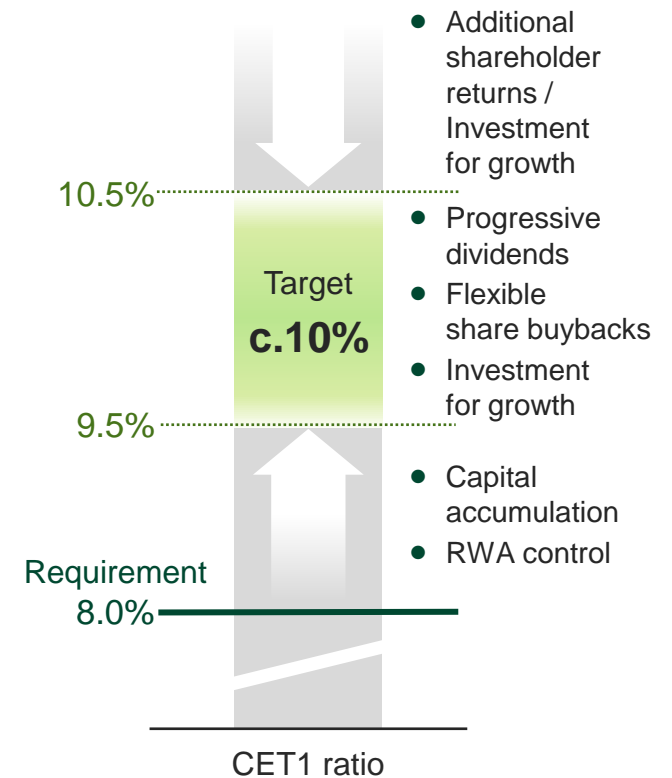 ● Additional
shareholder
returns /
Investment
for growth
10.5%
● Progressive
dividends
● Flexible
share buybacks
● Investment
for growth
Target
c.10%
9.5%
● Capital
accumulation
● RWA control
Requirement
8.0%
CET1 ratio